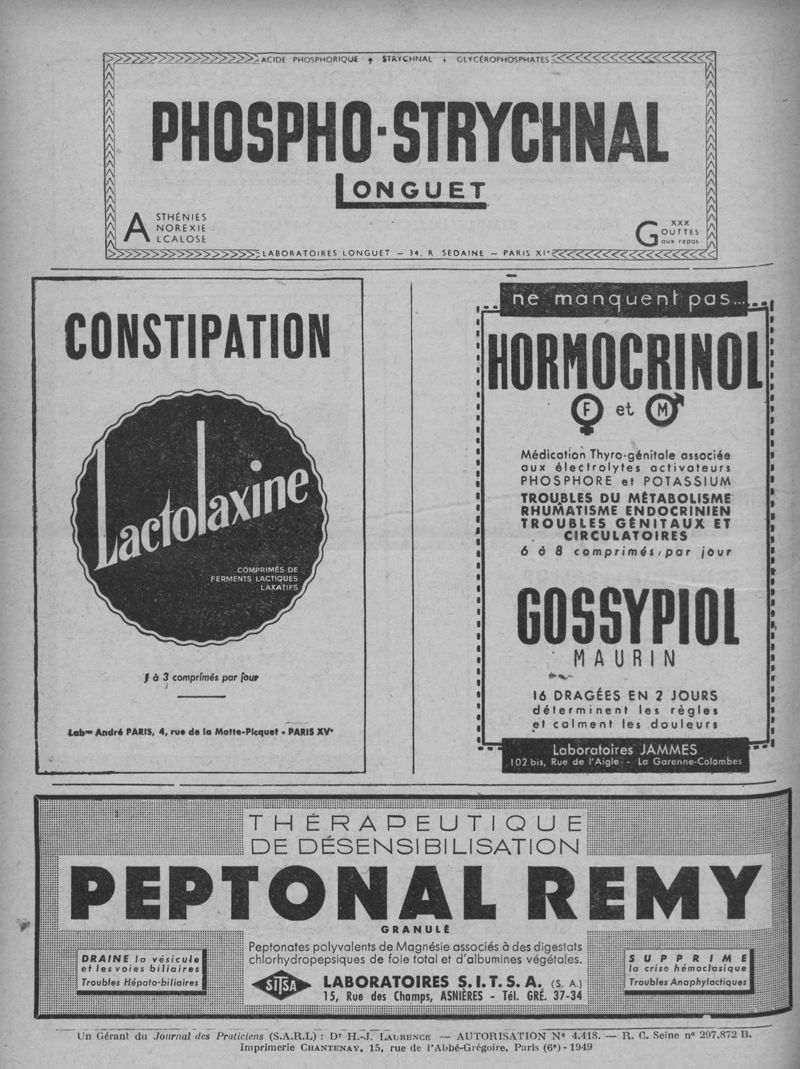 ACIDE PHOSPHORIQUE + STRYCHNAL + GLYCÉROPHOSPHATES
PHOSPHO-STRYCHNAL
LONGUET
ASTHÉNIES
ANOREXIE
ALCALOSE
XXX
GOUTTES
aux repas
LABORATOIRES LONGUET – 34. R SEDAINE – PARIS XIe
CONSTIPATION
Lactolaxine
COMPRIMÉS DE
FERMENTS LACTIQUES
LAXATIFS
1 à 3 comprimés par jour
Labres André PARIS, 4, rue de la Motte-Picquet - PARIS XVe
ne manquent pas...
HORMOCRINOL
F et M
Médication Thyro-génitale associée
aux électrolytes activateurs
PHOSPHORE et POTASSIUM
TROUBLES DU MÉTABOLISME
RHUMATISME ENDOCRINIEN
TROUBLES GÉNITAUX ET
CIRCULATOIRES
6 à 8 comprimés, par jour
GOSSYPIOL
MAURIN
16 DRAGÉES EN 2 JOURS
déterminent les règles
et calment les douleurs
Laboratoires JAMMES
102 bis, Rue de l'Aigle - La Garenne-Colombes
THÉRAPEUTIQUE
DE DÉSENSIBILISATION
PEPTONAL REMY
GRANULÉ
DRAINE la vésicule
et les voies biliaires
Troubles Hépato-biliaires
Peptonates polyvalents de Magnésie associés à des digestats
chlorhydropepsiques de foie total et d'albumines végétales.
SITSA
LABORATOIRES S.I.T.S.A. (S. A.)
15, Rue des Champs, ASNIÈRES - Tél. GRÉ. 37-34
SUPPRIME
la crise hémoclasique
Troubles Anaphylactiques
Un Gérant du Journal des Praticiens (S.A.R.L) : Dr H.-J. LAURENCE — AUTORISATION No 4.418. — R. C. Seine no 297.872 B.
Imprimerie CHANTENAY, 15, rue de l'Abbé-Grégoire, Paris (6e) - 1949